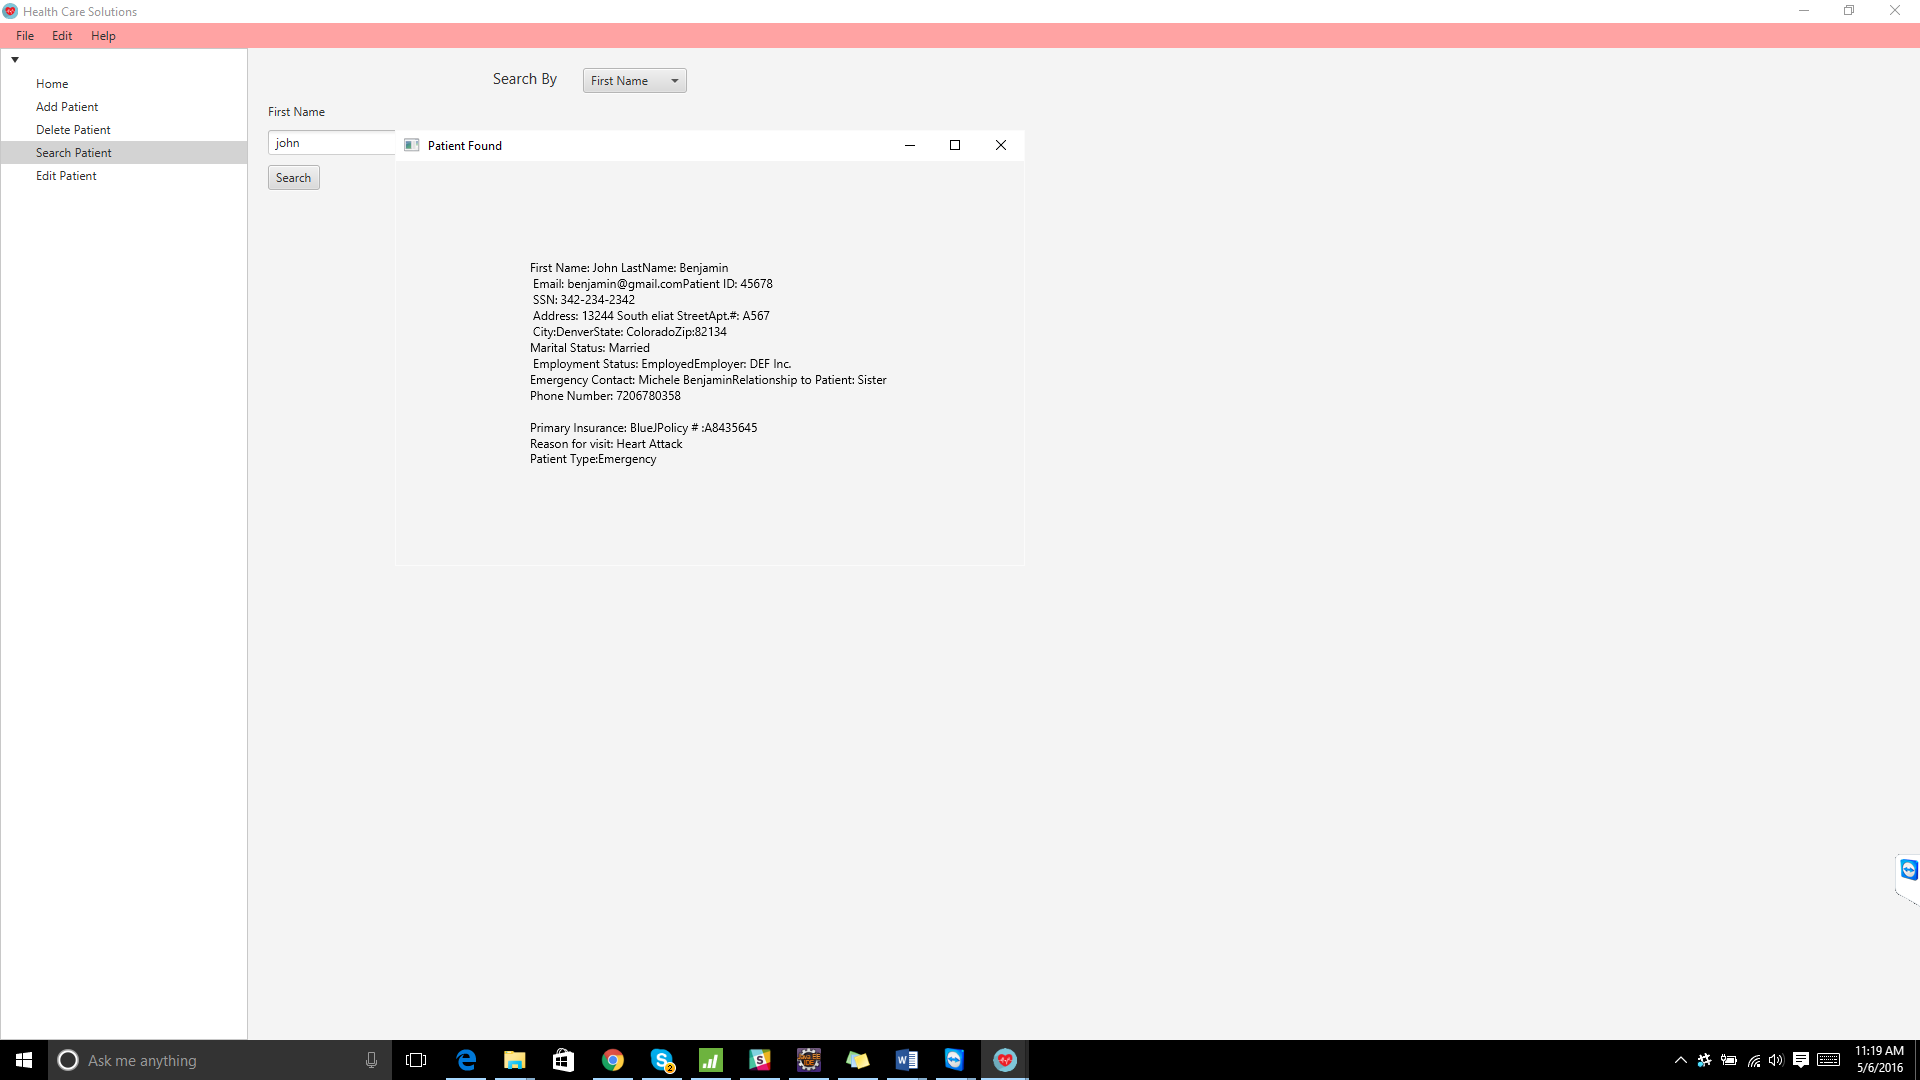 Health Care Solutions
File Edit Help
Home
Add Patient
Delete Patient
Search Patient
Edit Patient
Search By First Name
First Name
john
Search
Patient Found
First Name: John LastName: Benjamin
Email: benjamin@gmail.comPatient ID: 45678
SSN: 342-234-2342
Address: 13244 South eliat StreetApt.#: A567
City:DenverState: ColoradoZip:82134
Marital Status: Married
Employment Status: EmployedEmployer: DEF Inc.
Emergency Contact: Michele BenjaminRelationship to Patient: Sister
Phone Number: 7206780358
Primary Insurance: BlueJPolicy # :A8435645
Reason for visit: Heart Attack
Patient Type:Emergency
Ask me anything
2
11:19 AM
5/6/2016